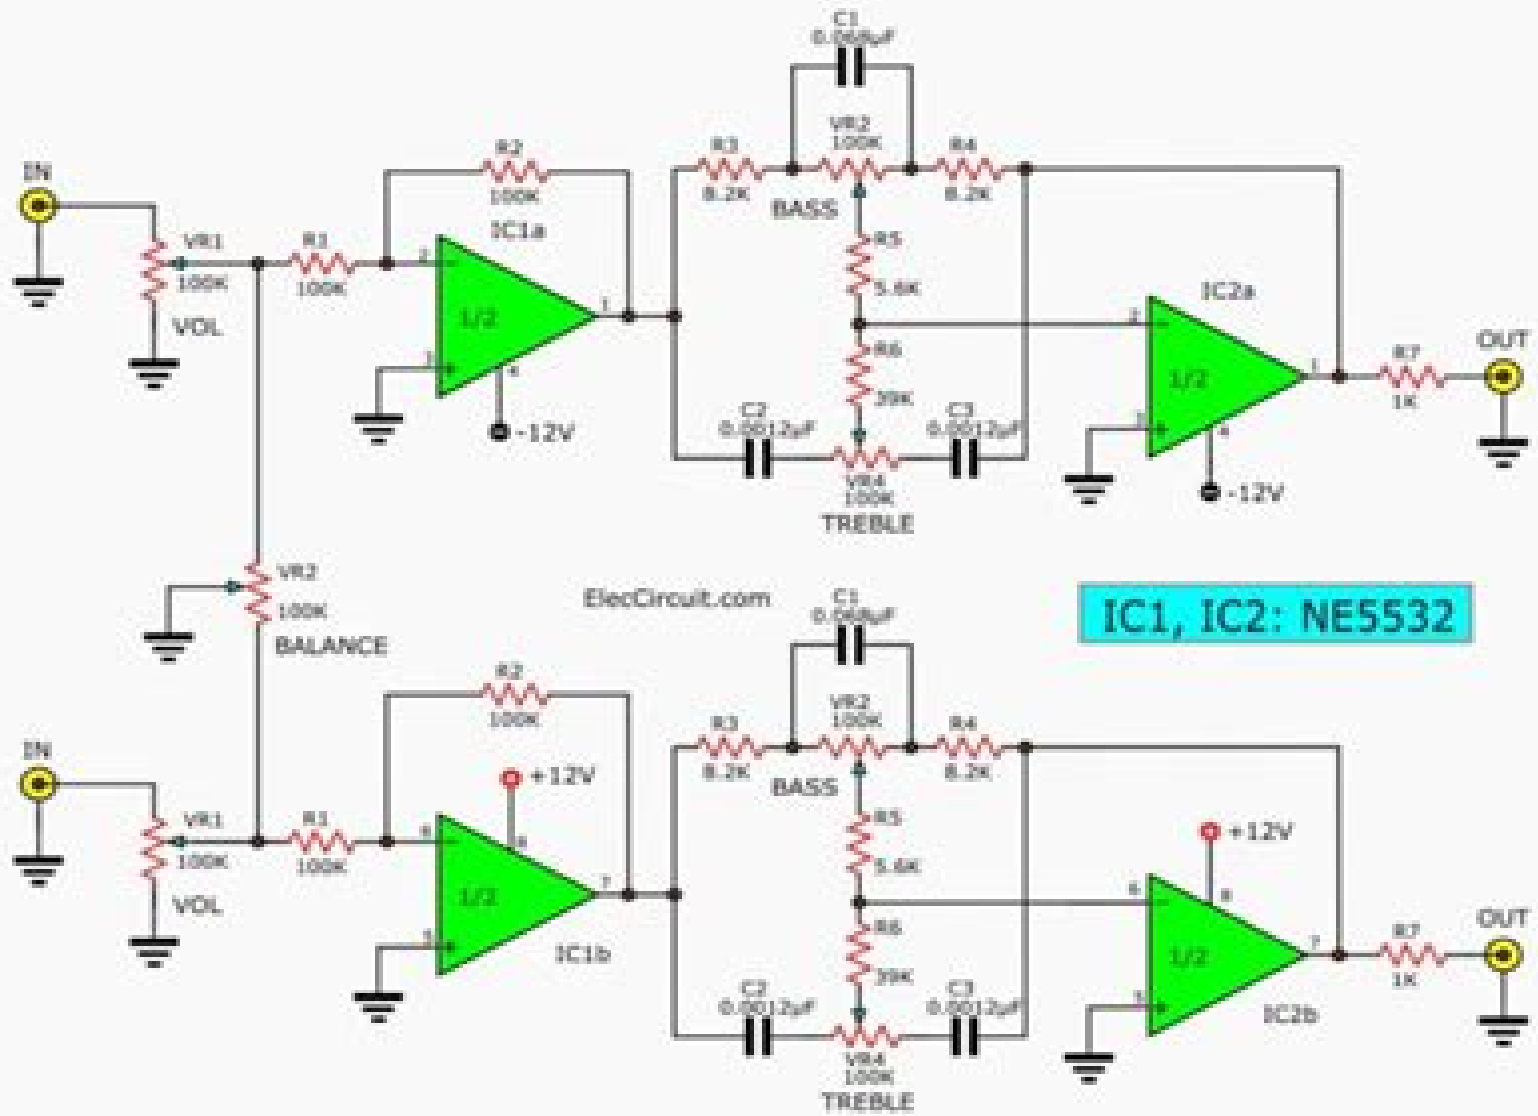 C1
0.068µF
VR2
100K
R2
R3
R4
IN
100K
8.2K
8.2K
BASS
IC1a
VR1
R1
R5
2
100K
100K
5.6K
IC2a
1
1/2
VOL
2
R6
OUT
3
4
1
R7
1/2
39K
1K
C2
C3
-12V
0.0012µF
0.0012µF
3
4
VR4
100K
-12V
TREBLE
VR2
ElecCircuit.com
C1
100K
0.068µF
IC1, IC2: NE5532
BALANCE
R2
VR2
100K
100K
R3
R4
IN
+12V
8.2K
8.2K
BASS
VR1
R1
R5
+12V
6
8
100K
100K
5.6K
7
6
8
1/2
VOL
R6
OUT
5
7
R7
IC1b
1/2
39K
1K
C2
C3
5
0.0012µF
0.0012µF
IC2b
VR4
100K
TREBLE